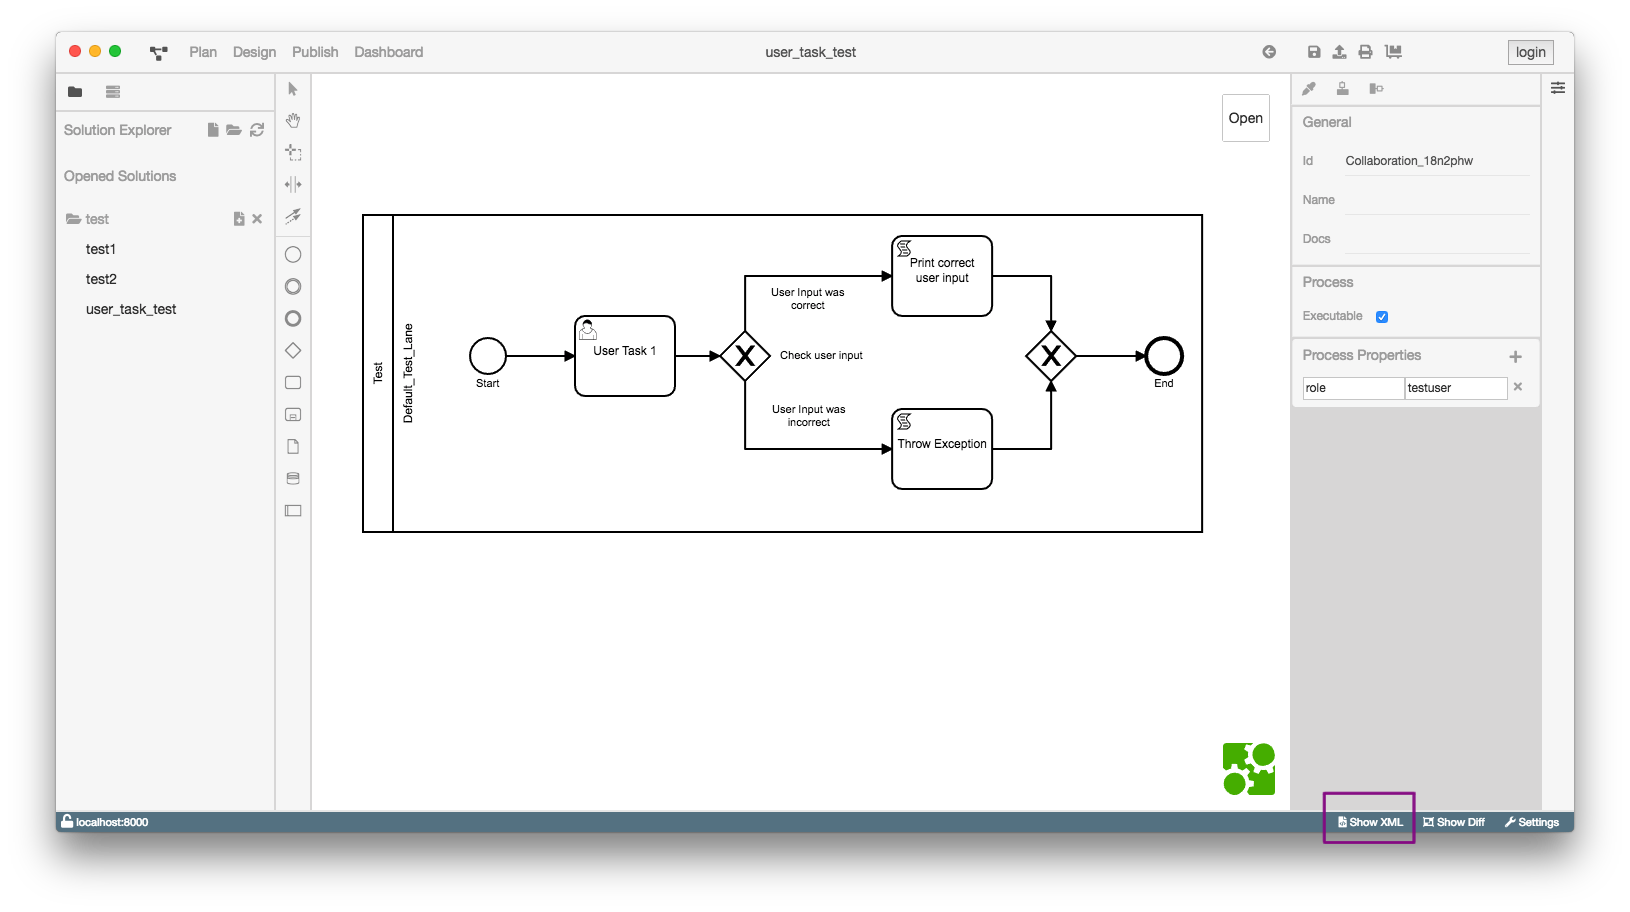 Plan Design Publish Dashboard
user_task_test
login
Solution Explorer
Opened Solutions
test
test1
test2
user_task_test
Open
Test
Default_Test_Lane
Start
User Task 1
User Input was
correct
Check user input
User Input was
incorrect
Print correct
user input
Throw Exception
End
General
Id Collaboration_18n2phw
Name
Docs
Process
Executable
Process Properties
role testuser
localhost:8000
Show XML Show Diff Settings